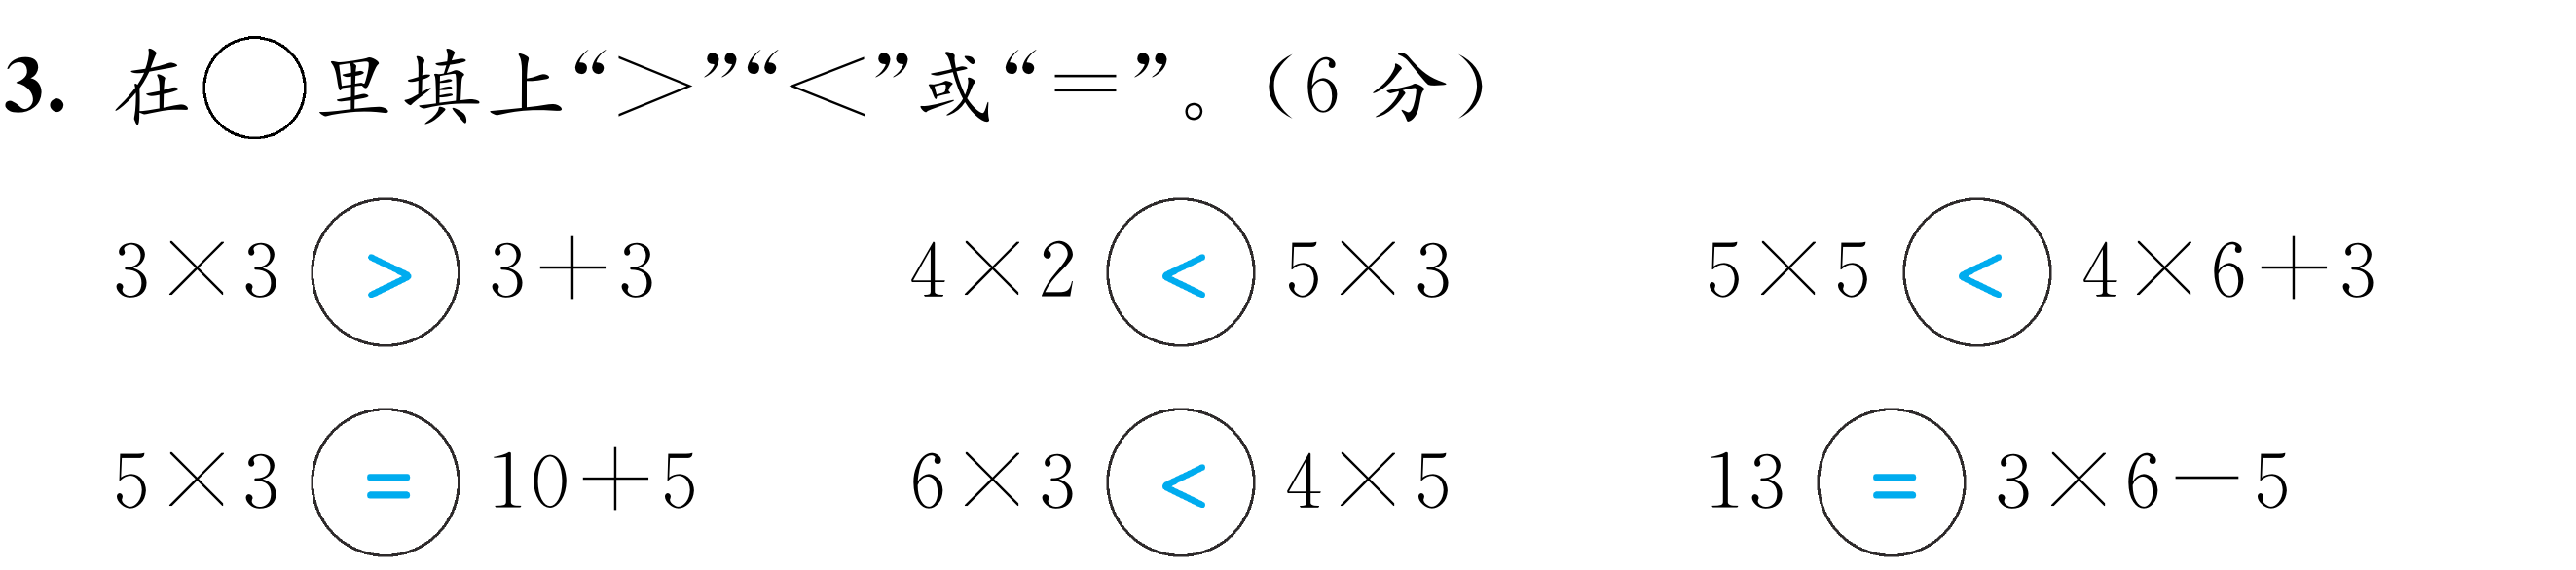 3. 在○里填上“>”“<”或“=”。(6 分)
3×3 > 3+3 4×2 < 5×3 5×5 < 4×6+3
5×3 = 10+5 6×3 < 4×5 13 = 3×6-5